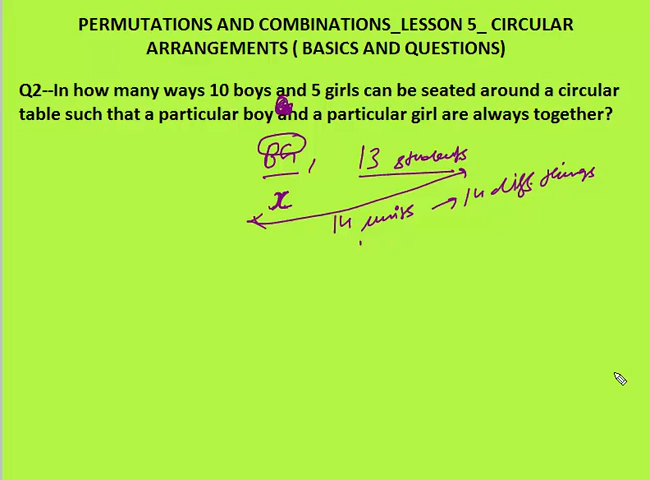 PERMUTATIONS AND COMBINATIONS_LESSON 5_ CIRCULAR
ARRANGEMENTS ( BASICS AND QUESTIONS)
Q2--In how many ways 10 boys and 5 girls can be seated around a circular
table such that a particular boy and a particular girl are always together?
BG, 13 students
x
14 units → 14 diff. things